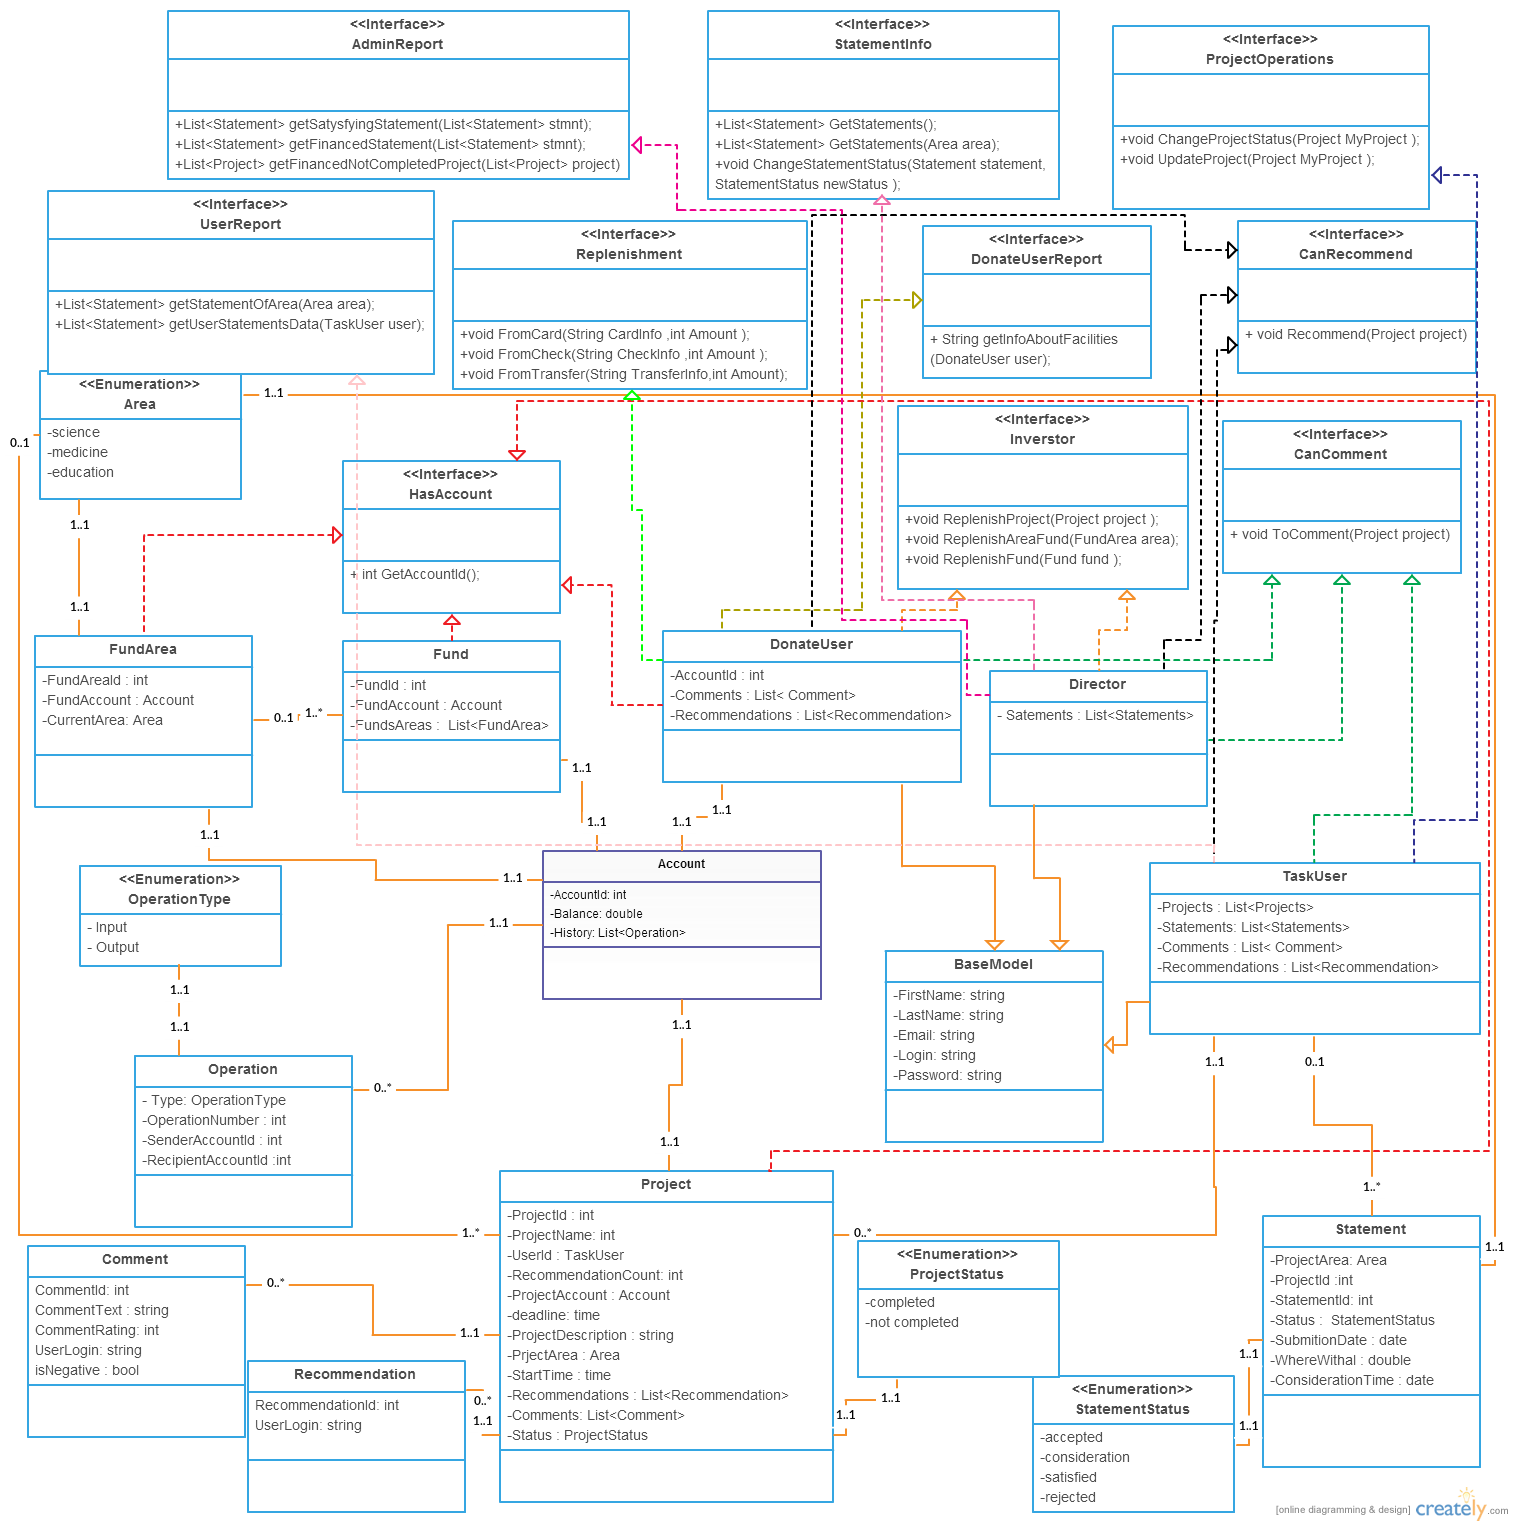 <<Interface>>
AdminReport
+List<Statement> getSatysfyingStatement(List<Statement> stmnt);
+List<Statement> getFinancedStatement(List<Statement> stmnt);
+List<Project> getFinancedNotCompletedProject(List<Project> project)
<<Interface>>
StatementInfo
+List<Statement> GetStatements();
+List<Statement> GetStatements(Area area);
+void ChangeStatementStatus(Statement statement,
StatementStatus newStatus );
<<Interface>>
ProjectOperations
+void ChangeProjectStatus(Project MyProject );
+void UpdateProject(Project MyProject );
<<Interface>>
UserReport
+List<Statement> getStatementOfArea(Area area);
+List<Statement> getUserStatementsData(TaskUser user);
<<Interface>>
Replenishment
+void FromCard(String CardInfo ,int Amount );
+void FromCheck(String CheckInfo ,int Amount );
+void FromTransfer(String TransferInfo,int Amount);
<<Interface>>
DonateUserReport
+ String getInfoAboutFacilities
(DonateUser user);
<<Interface>>
CanRecommend
+ void Recommend(Project project)
<<Enumeration>>
Area
-science
-medicine
-education
1..1
0..1
1..1
1..1
<<Interface>>
HasAccount
+ int GetAccountId();
<<Interface>>
Inverstor
+void ReplenishProject(Project project );
+void ReplenishAreaFund(FundArea area);
+void ReplenishFund(Fund fund );
<<Interface>>
CanComment
+ void ToComment(Project project)
FundArea
-FundAreaId : int
-FundAccount : Account
-CurrentArea: Area
0..1
1..*
Fund
-FundId : int
-FundAccount : Account
-FundsAreas :  List<FundArea>
DonateUser
-AccountId : int
-Comments : List< Comment>
-Recommendations : List<Recommendation>
Director
- Satements : List<Statements>
1..1
1..1
1..1
1..1
1..1
1..1
1..1
Account
-AccountId: int
-Balance: double
-History: List<Operation>
<<Enumeration>>
OperationType
- Input
- Output
1..1
1..1
TaskUser
-Projects : List<Projects>
-Statements: List<Statements>
-Comments : List< Comment>
-Recommendations : List<Recommendation>
BaseModel
-FirstName: string
-LastName: string
-Email: string
-Login: string
-Password: string
1..1
1..1
0..1
Operation
- Type: OperationType
-OperationNumber : int
-SenderAccountId : int
-RecipientAccountId :int
0..*
1..1
1..*
1..*
0..*
1..1
Project
-ProjectId : int
-ProjectName: int
-UserId : TaskUser
-RecommendationCount: int
-ProjectAccount : Account
-deadline: time
-ProjectDescription : string
-PrjectArea : Area
-StartTime : time
-Recommendations : List<Recommendation>
-Comments: List<Comment>
-Status : ProjectStatus
Statement
-ProjectArea: Area
-ProjectId :int
-StatementId: int
-Status :  StatementStatus
-SubmitionDate : date
-WhereWithal : double
-ConsiderationTime : date
Comment
CommentId: int
CommentText : string
CommentRating: int
UserLogin: string
isNegative : bool
0..*
1..1
<<Enumeration>>
ProjectStatus
-completed
-not completed
1..1
1..1
Recommendation
RecommendationId: int
UserLogin: string
0..*
1..1
<<Enumeration>>
StatementStatus
-accepted
-consideration
-satisfied
-rejected
1..1
1..1
[online diagramming & design] creately.com